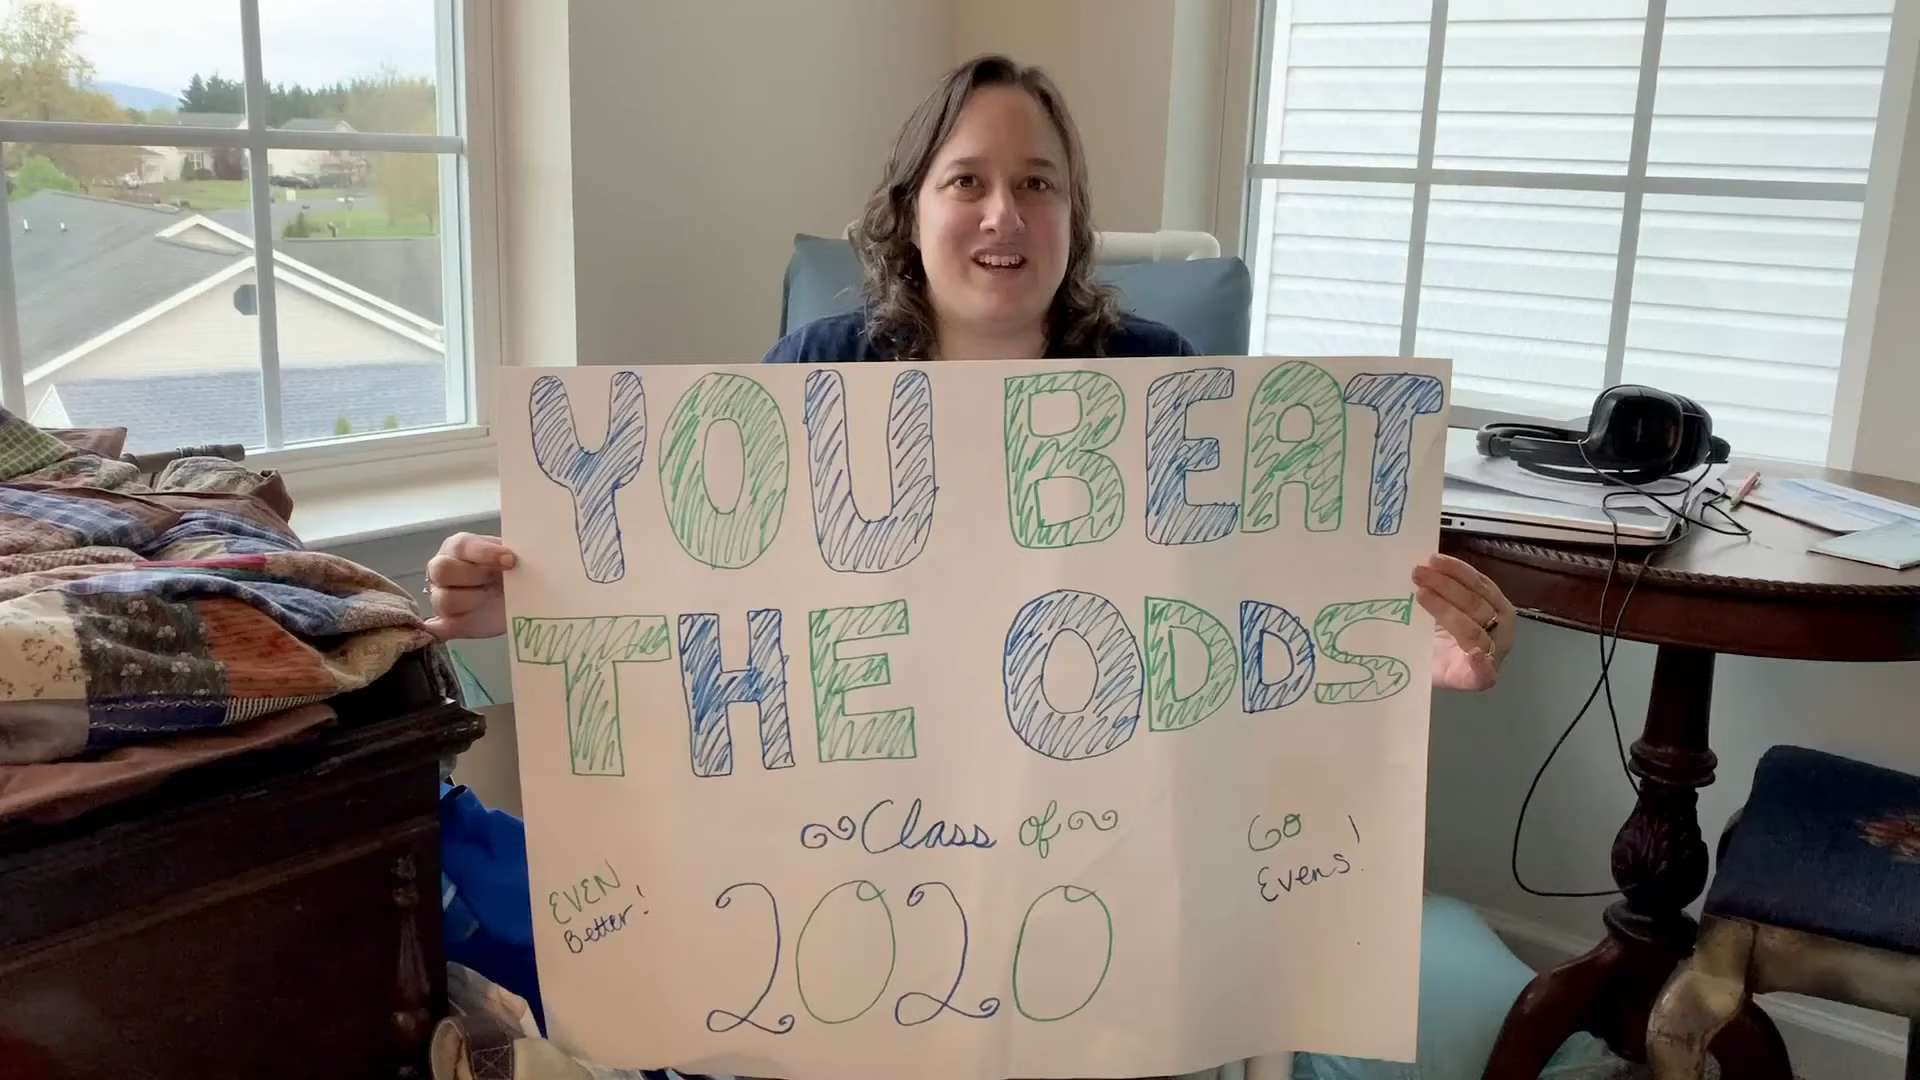 YOU BEAT
THE ODDS
Class of
2020
EVEN
Better!
GO
Evens!